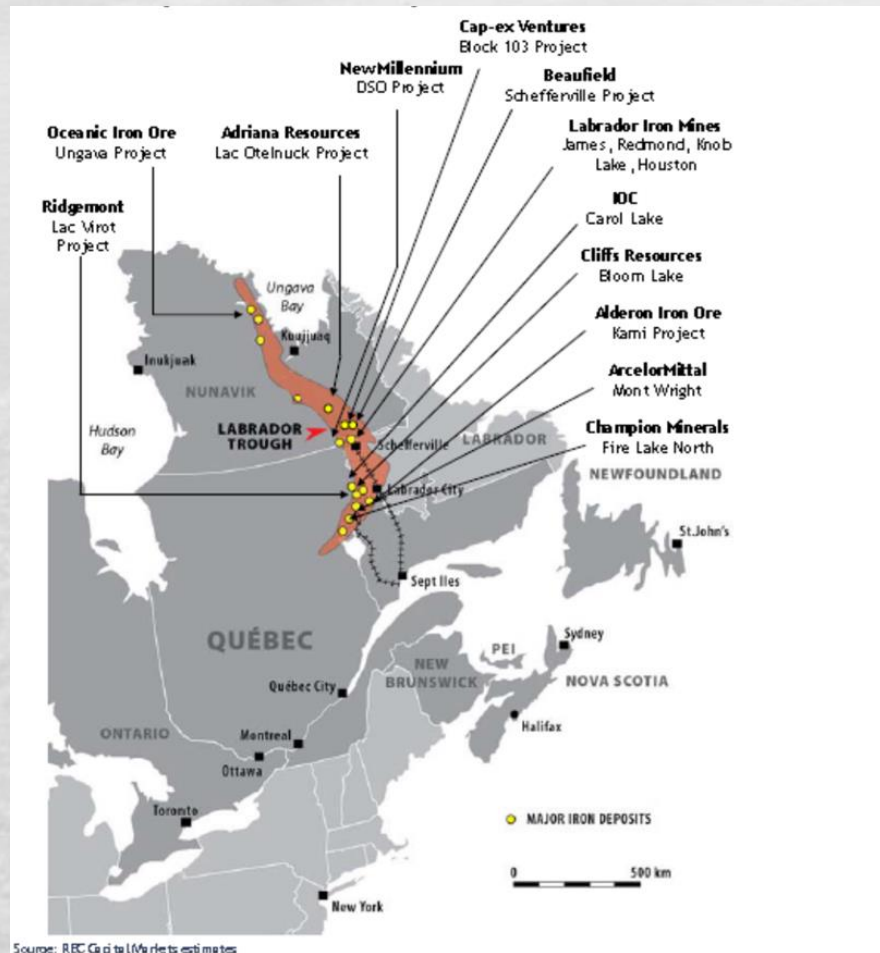 Cap-ex Ventures
Block 103 Project
New Millennium
DSO Project
Beaufield
Schefferville Project
Oceanic Iron Ore
Ungava Project
Adriana Resources
Lac Otelnuck Project
Labrador Iron Mines
James, Redmond, Knob
Lake, Houston
Ridgemont
Lac Virot
Project
IOC
Carol Lake
Cliffs Resources
Bloom Lake
Alderon Iron Ore
Kami Project
ArcelorMittal
Mont Wright
Champion Minerals
Fire Lake North
Ungava
Bay
Kuujjuaq
Inukjuak
NUNAVIK
Hudson
Bay
LABRADOR
TROUGH
Schefferville
LABRADOR
Labrador City
NEWFOUNDLAND
St.John's
Sept Iles
QUÉBEC
Sydney
PEI
NEW
BRUNSWICK
NOVA SCOTIA
Québec City
Halifax
ONTARIO
Montreal
Ottawa
Toronto
MAJOR IRON DEPOSITS
0 500 km
New York
Source: RBC Capital Markets estimates